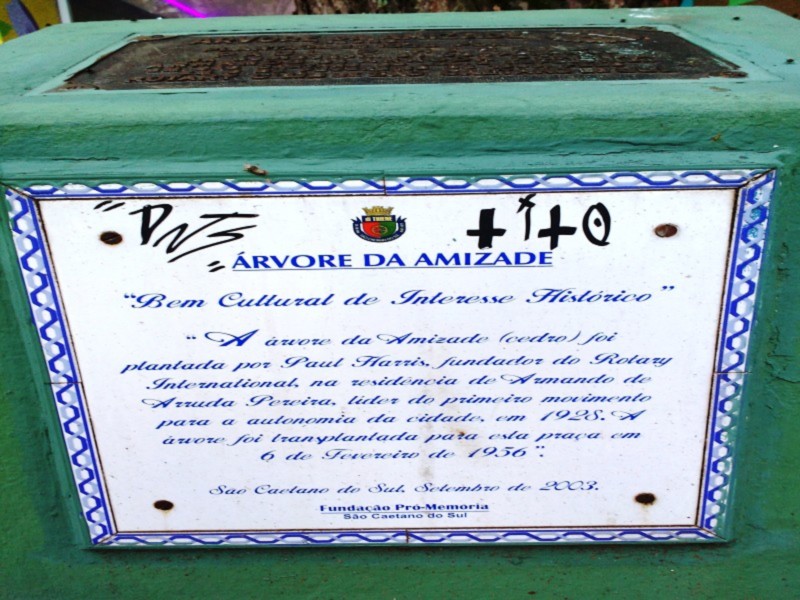 "DNTS" tito
ÁRVORE DA AMIZADE
"Bem Cultural de Interesse Histórico"
"A árvore da Amizade (cedro) foi
plantada por Paul Harris, fundador do Rotary
International, na residência de Armando de
Arruda Pereira, líder do primeiro movimento
para a autonomia da cidade, em 1928. A
árvore foi transplantada para esta praça em
6 de Fevereiro de 1956".
São Caetano do Sul, Setembro de 2003.
Fundação Pró-Memória
São Caetano do Sul